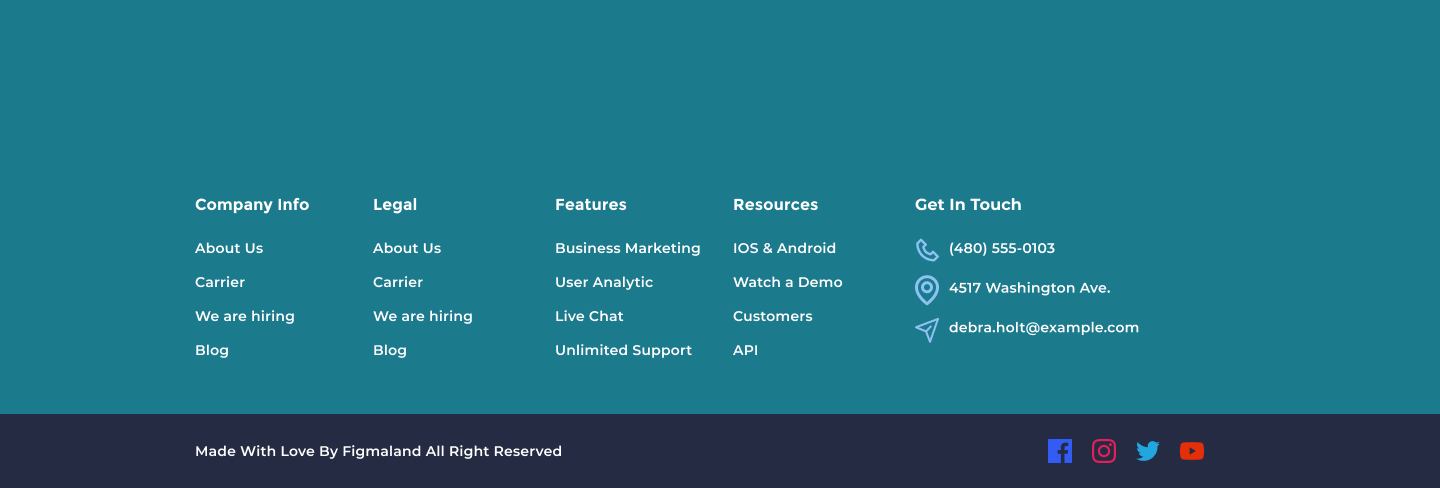 Company Info
About Us
Carrier
We are hiring
Blog
Legal
About Us
Carrier
We are hiring
Blog
Features
Business Marketing
User Analytic
Live Chat
Unlimited Support
Resources
IOS & Android
Watch a Demo
Customers
API
Get In Touch
(480) 555-0103
4517 Washington Ave.
debra.holt@example.com
Made With Love By Figmaland All Right Reserved